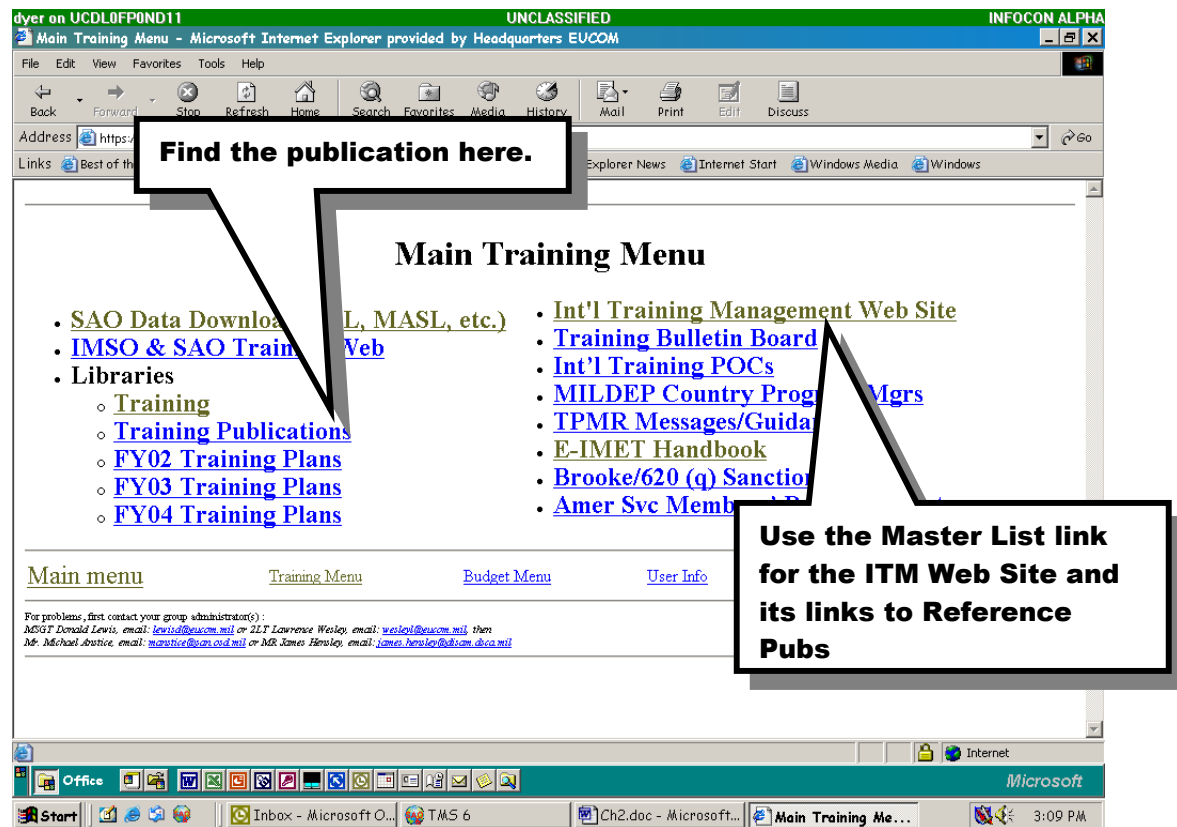 dyer on UCDL0FP0ND11 UNCLASSIFIED INFOCON ALPHA
Main Training Menu - Microsoft Internet Explorer provided by Headquarters EUCOM
File Edit View Favorites Tools Help
Back Forward Stop Refresh Home Search Favorites Media History Mail Print Edit Discuss
Address https:/ Go
Links Best of th Explorer News Internet Start Windows Media Windows
Find the publication here.
Main Training Menu
SAO Data Downloa L, MASL, etc.)
IMSO & SAO Train Web
Libraries
Training
Training Publications
FY02 Training Plans
FY03 Training Plans
FY04 Training Plans
Int'l Training Management Web Site
Training Bulletin Board
Int'l Training POCs
MILDEP Country Progr Mgrs
TPMR Messages/Guida
E-IMET Handbook
Brooke/620 (q) Sanction
Amer Svc Memb
Use the Master List link
for the ITM Web Site and
its links to Reference
Pubs
Main menu Training Menu Budget Menu User Info
For problems, first contact your group administrator(s) :
MSGT Donald Lewis, email: lewisd@eucom.mil or 2LT Lawrence Wesley, email: wesleyl@eucom.mil, then
Mr. Michael Anstice, email: manstice@san.osd.mil or MR James Hensley, email: james.hensley@disam.dsca.mil
Internet
Office Microsoft
Start Inbox - Microsoft O... TMS 6 Ch2.doc - Microsoft... Main Training Me... 3:09 PM